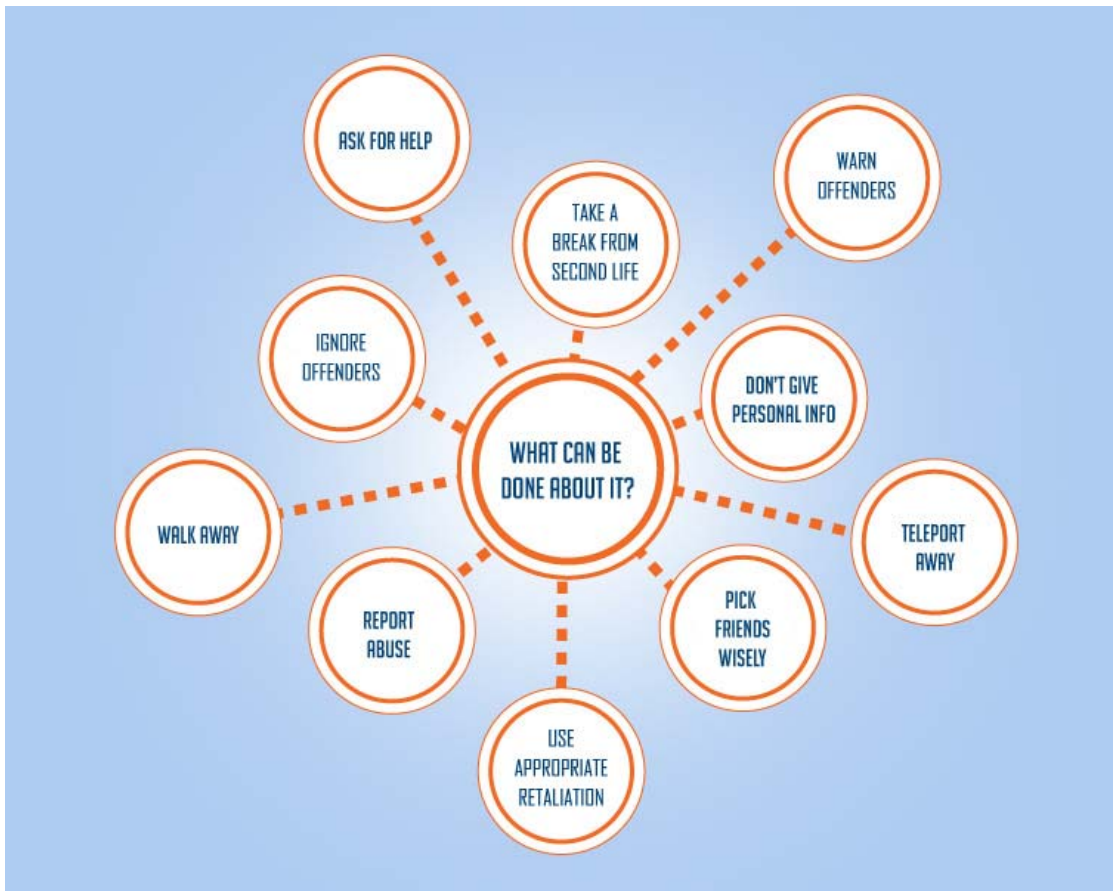 ASK FOR HELP
WARN
OFFENDERS
TAKE A
BREAK FROM
SECOND LIFE
IGNORE
OFFENDERS
DON'T GIVE
PERSONAL INFO
WHAT CAN BE
DONE ABOUT IT?
WALK AWAY
TELEPORT
AWAY
REPORT
ABUSE
PICK
FRIENDS
WISELY
USE
APPROPRIATE
RETALIATION